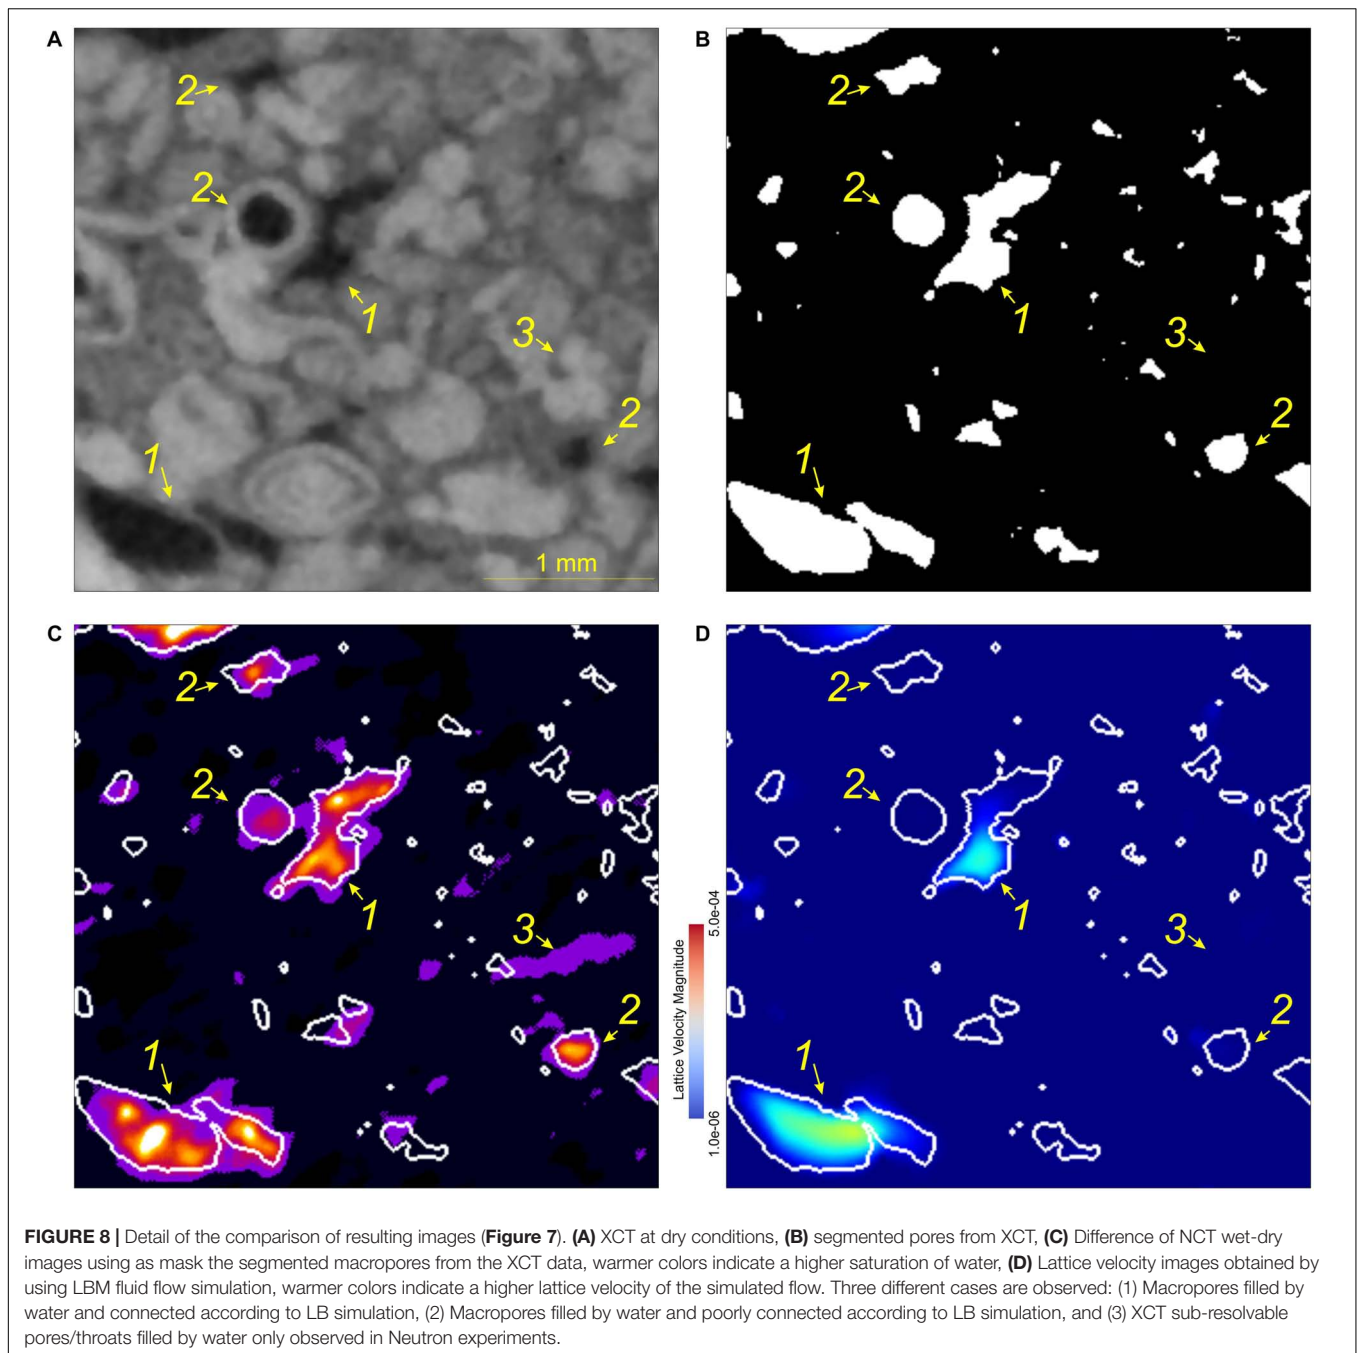 A
B
2
2
2
2
1
1
3
3
2
2
1
1
1 mm
C
D
2
2
2
2
1
1
3
3
2
2
1
1
5.0e-04
Lattice Velocity Magnitude
1.0e-06
FIGURE 8 | Detail of the comparison of resulting images (Figure 7). (A) XCT at dry conditions, (B) segmented pores from XCT, (C) Difference of NCT wet-dry
images using as mask the segmented macropores from the XCT data, warmer colors indicate a higher saturation of water, (D) Lattice velocity images obtained by
using LBM fluid flow simulation, warmer colors indicate a higher lattice velocity of the simulated flow. Three different cases are observed: (1) Macropores filled by
water and connected according to LB simulation, (2) Macropores filled by water and poorly connected according to LB simulation, and (3) XCT sub-resolvable
pores/throats filled by water only observed in Neutron experiments.